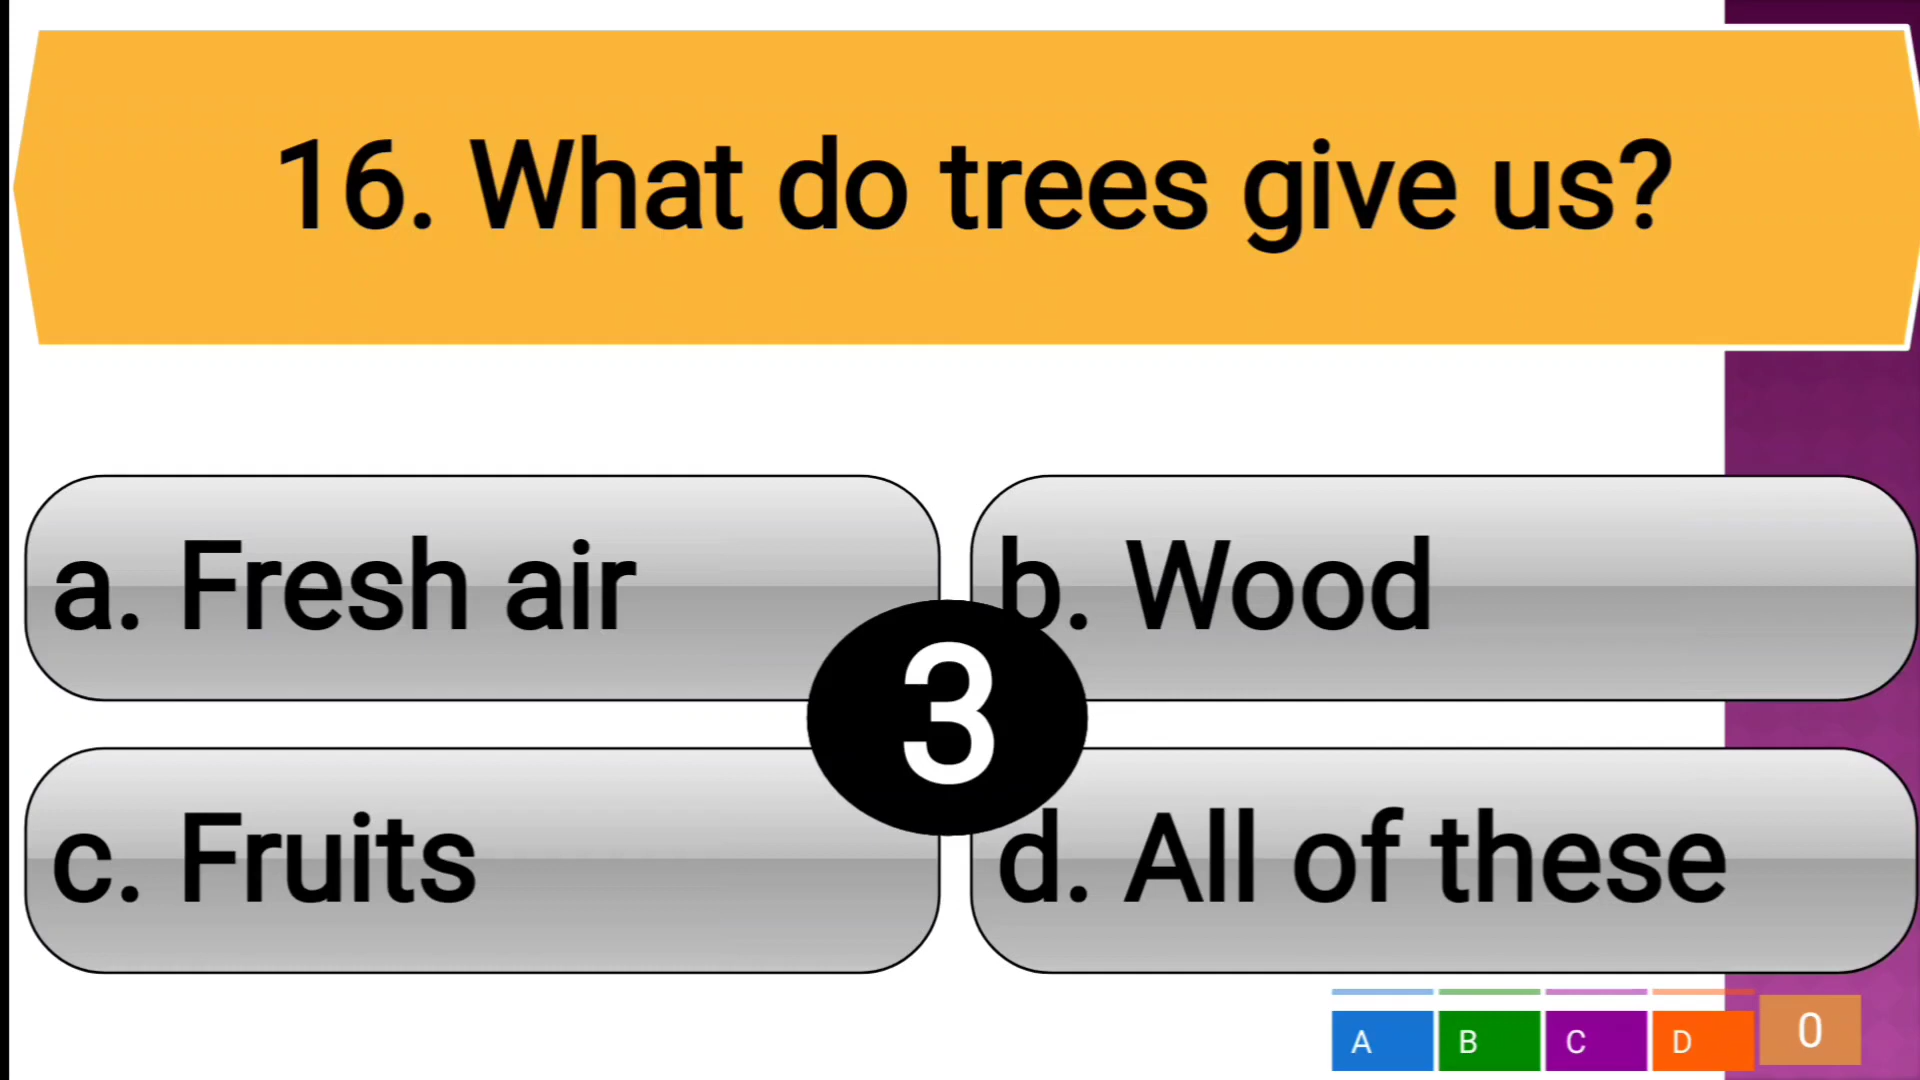 16. What do trees give us?
a. Fresh air
b. Wood
3
c. Fruits
d. All of these
A B C D 0